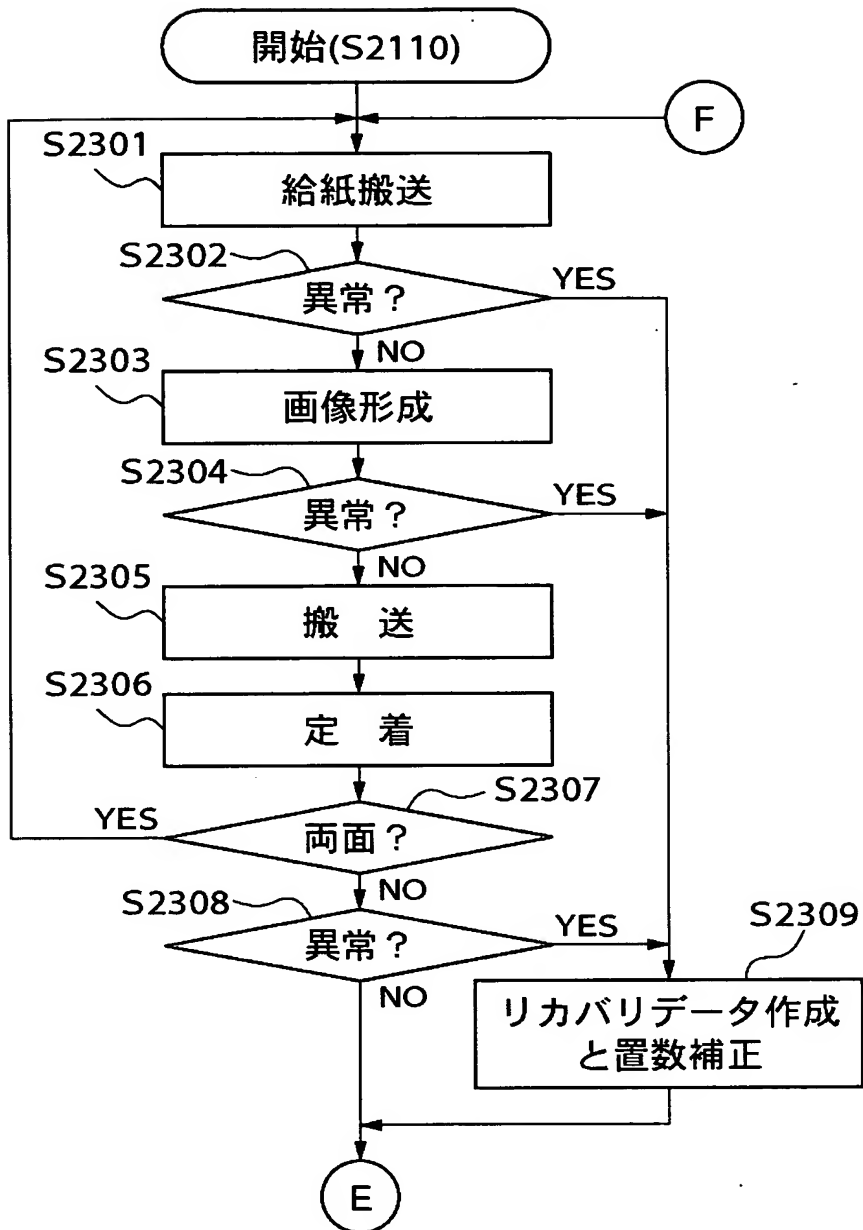 開始(S2110)
F
S2301
給紙搬送
S2302
異常？
YES
NO
S2303
画像形成
S2304
異常？
YES
NO
S2305
搬　送
S2306
定　着
S2307
YES
両面？
NO
S2308
異常？
YES
NO
S2309
リカバリデータ作成
と置数補正
E